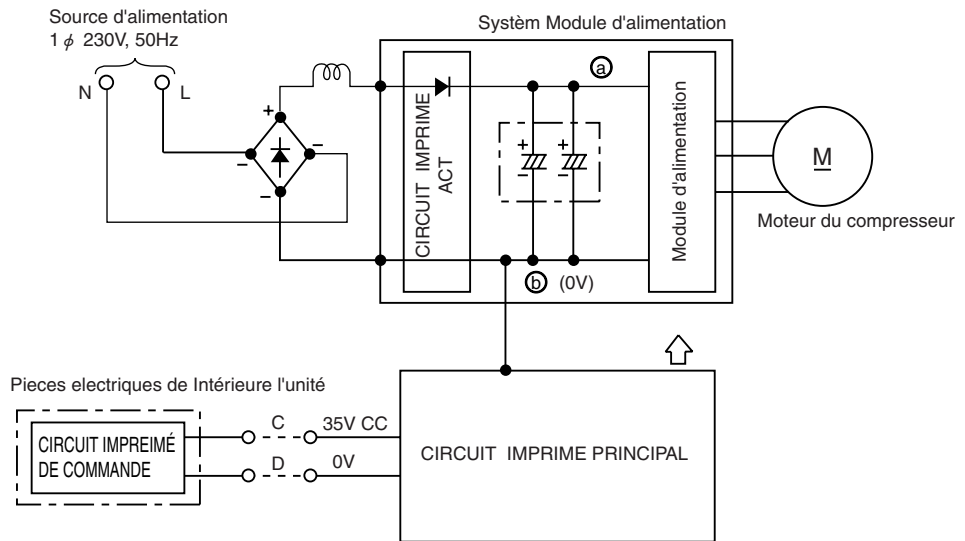 Source d'alimentation
1 ϕ 230V, 50Hz
N
L
+
−
−
−
Systèm Module d'alimentation
CIRCUIT IMPRIME
ACT
ⓐ
+
−
+
−
ⓑ (0V)
Module d'alimentation
M
Moteur du compresseur
Pieces electriques de Intérieure l'unité
CIRCUIT IMPREIMÉ
DE COMMANDE
C
35V CC
D
0V
CIRCUIT IMPRIME PRINCIPAL